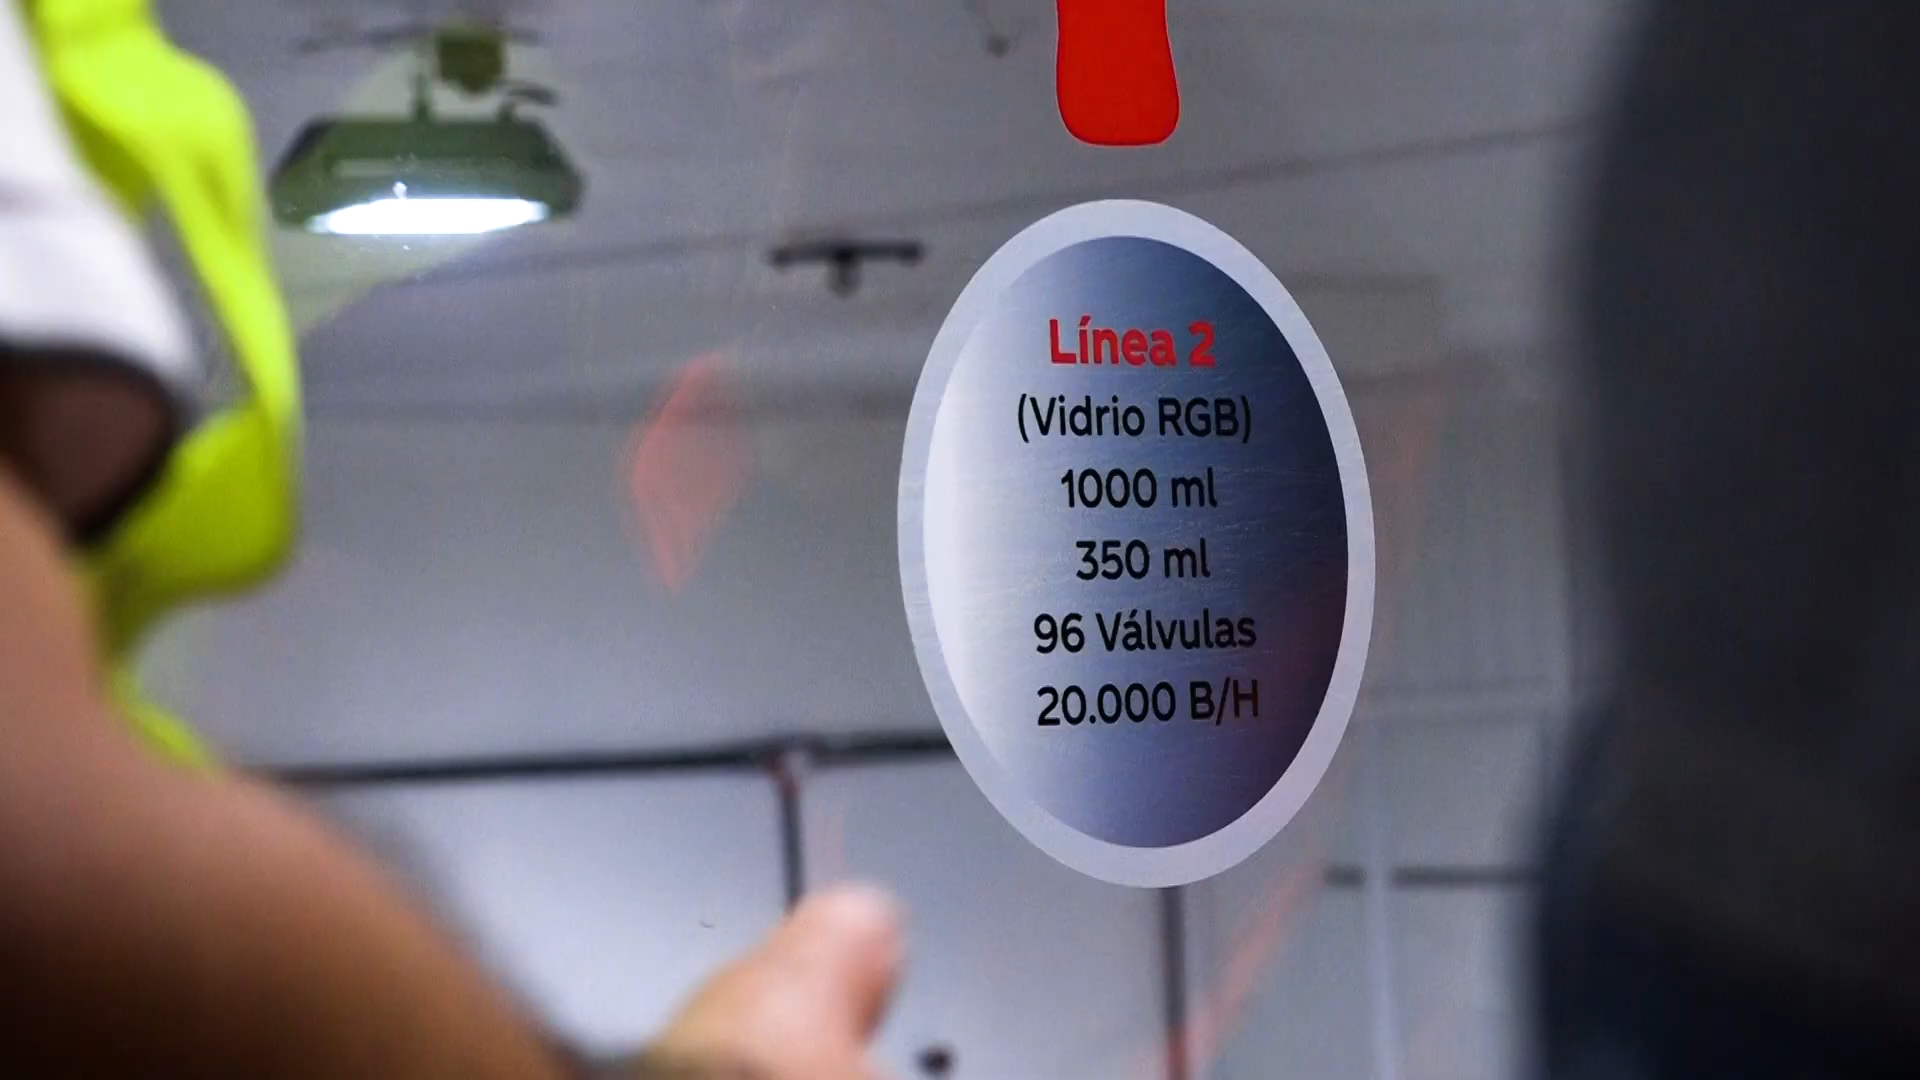 Línea 2
(Vidrio RGB)
1000 ml
350 ml
96 Válvulas
20.000 B/H